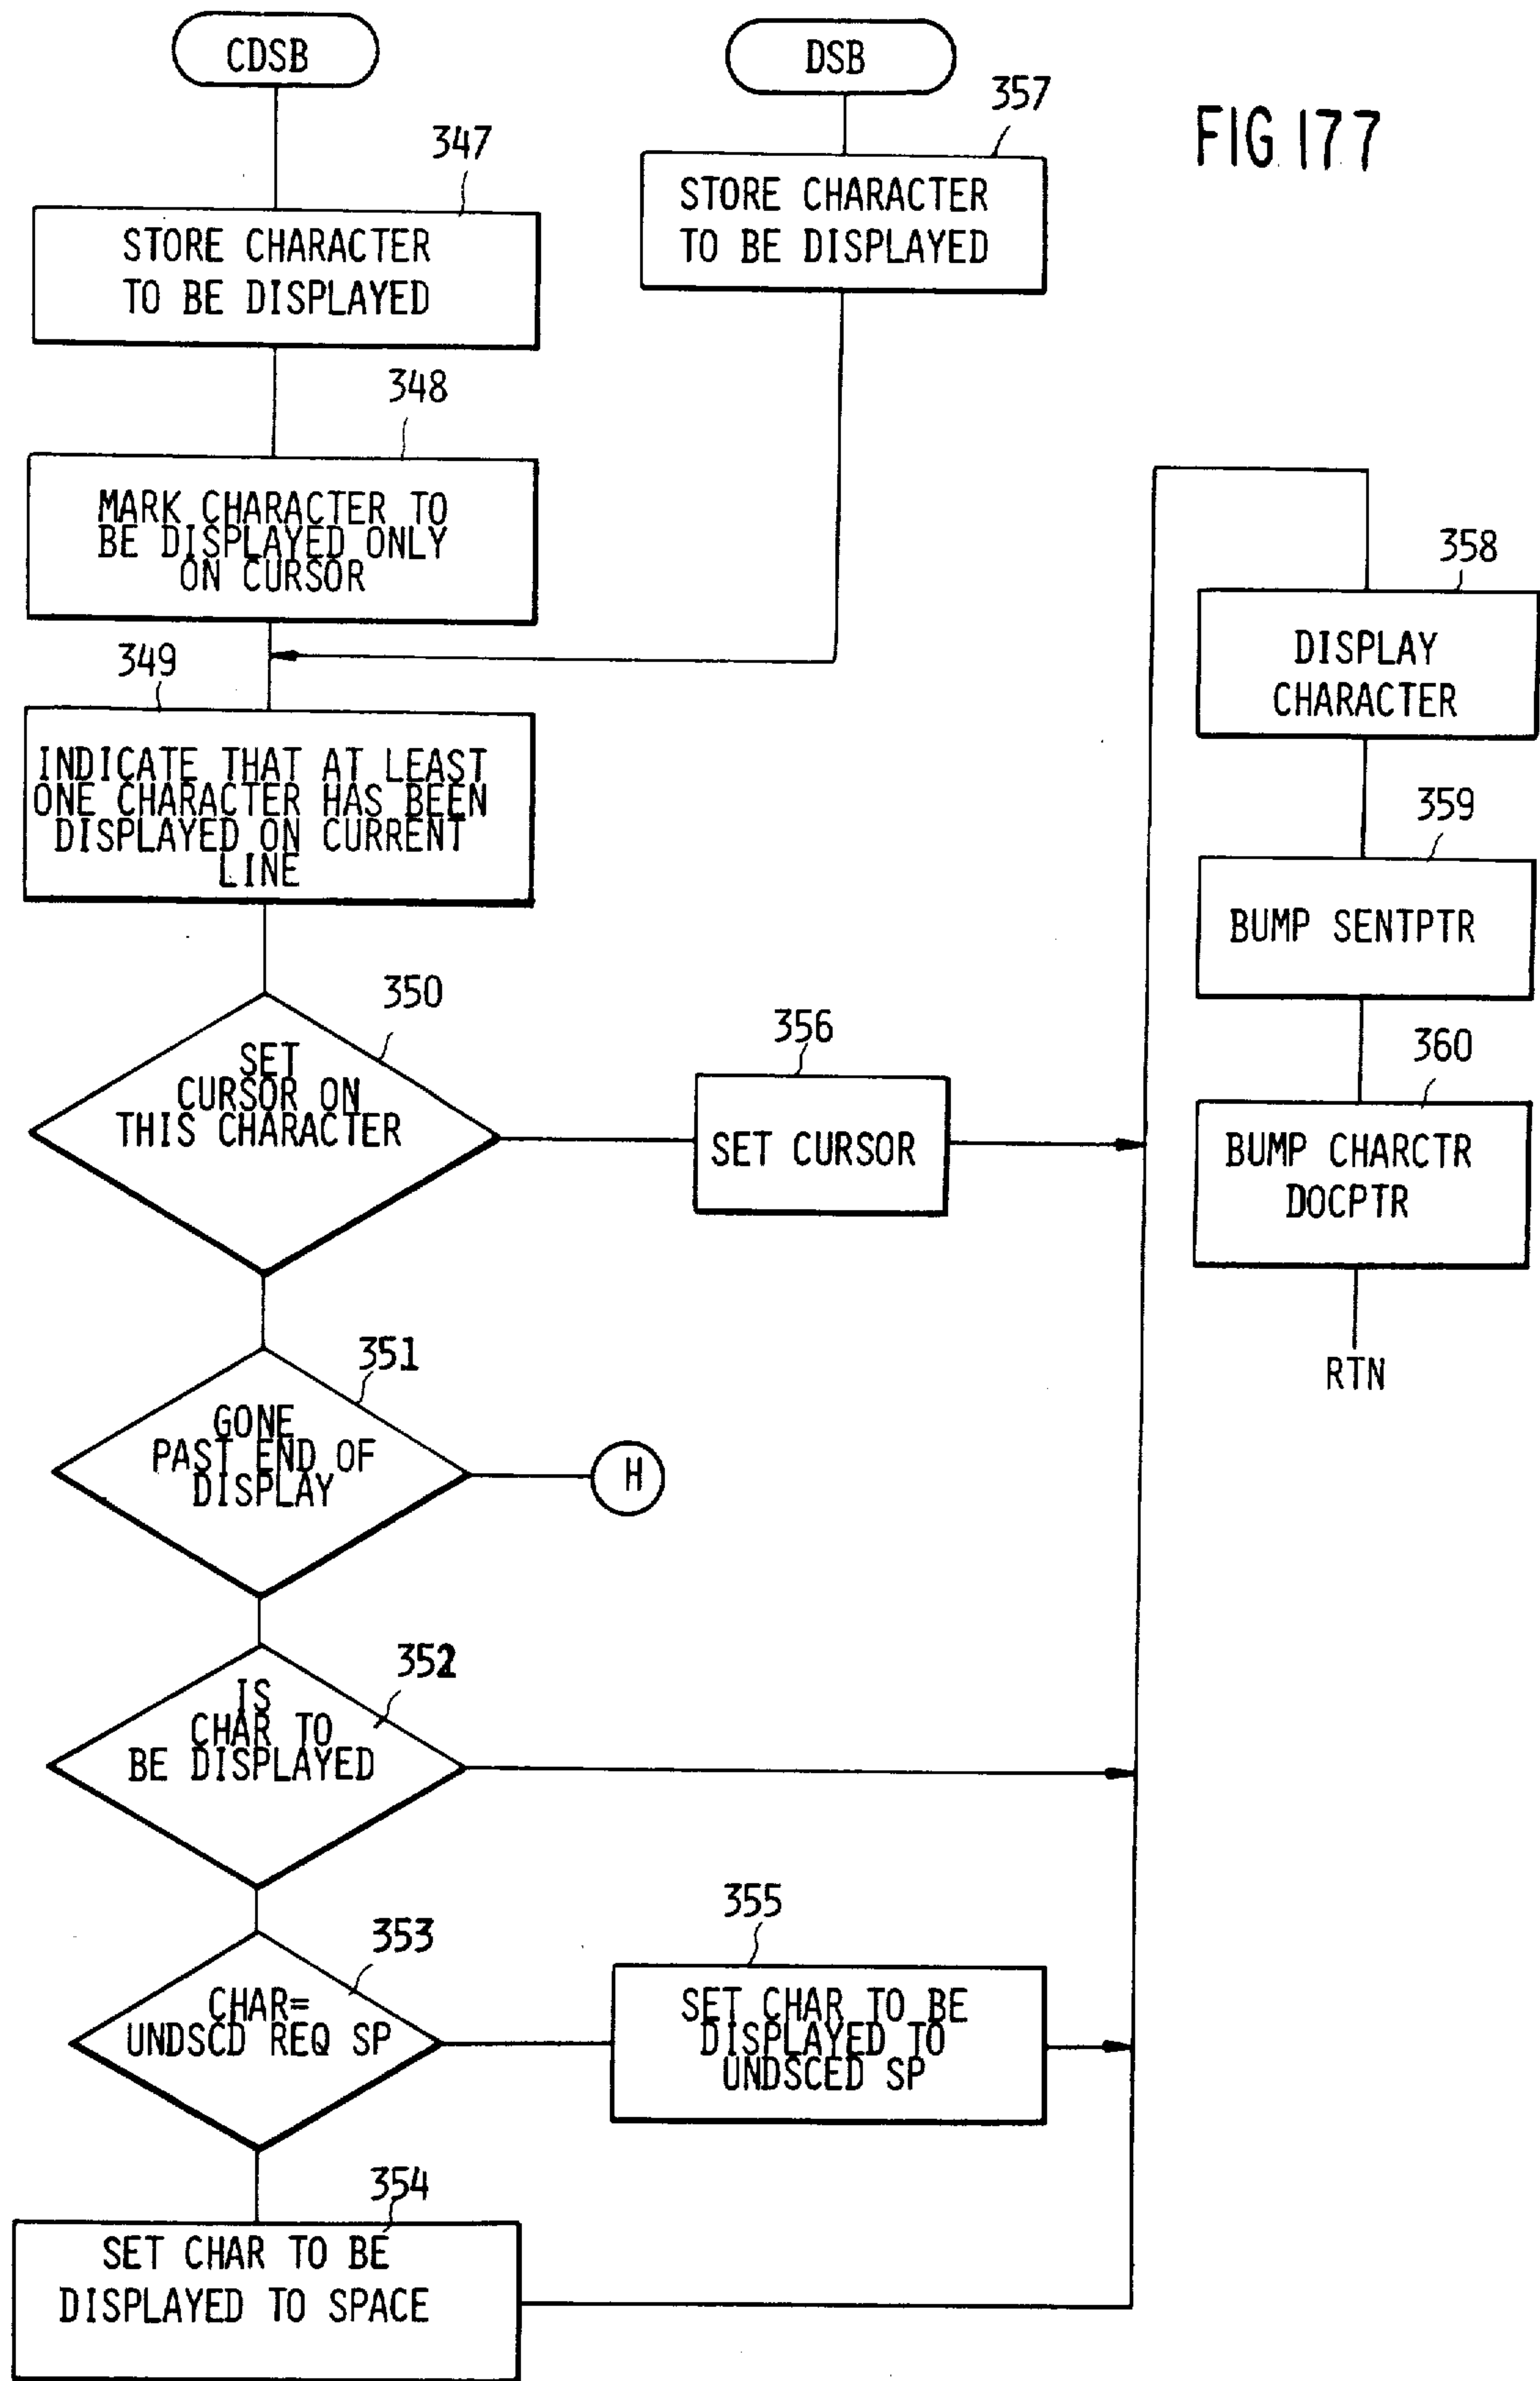 CDSB
DSB
FIG 177
347
STORE CHARACTER
TO BE DISPLAYED
357
STORE CHARACTER
TO BE DISPLAYED
348
MARK CHARACTER TO
BE DISPLAYED ONLY
ON CURSOR
349
INDICATE THAT AT LEAST
ONE CHARACTER HAS BEEN
DISPLAYED ON CURRENT
LINE
350
SET
CURSOR ON
THIS CHARACTER
356
SET CURSOR
351
GONE
PAST END OF
DISPLAY
H
352
IS
CHAR TO
BE DISPLAYED
353
CHAR=
UNDSCD REQ SP
355
SET CHAR TO BE
DISPLAYED TO
UNDSCED SP
354
SET CHAR TO BE
DISPLAYED TO SPACE
358
DISPLAY
CHARACTER
359
BUMP SENTPTR
360
BUMP CHARCTR
DOCPTR
RTN